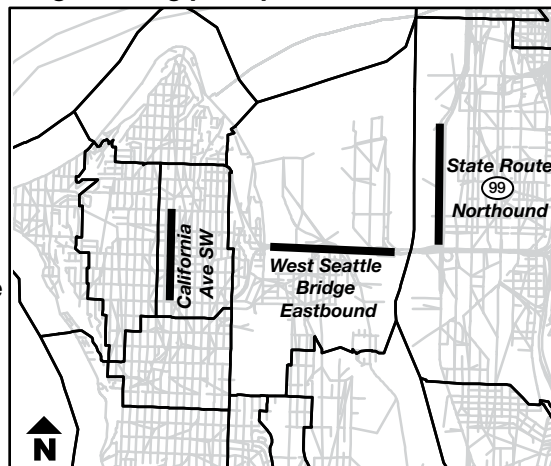 State Route
99
Northound
California
Ave SW
West Seattle
Bridge
Eastbound
N